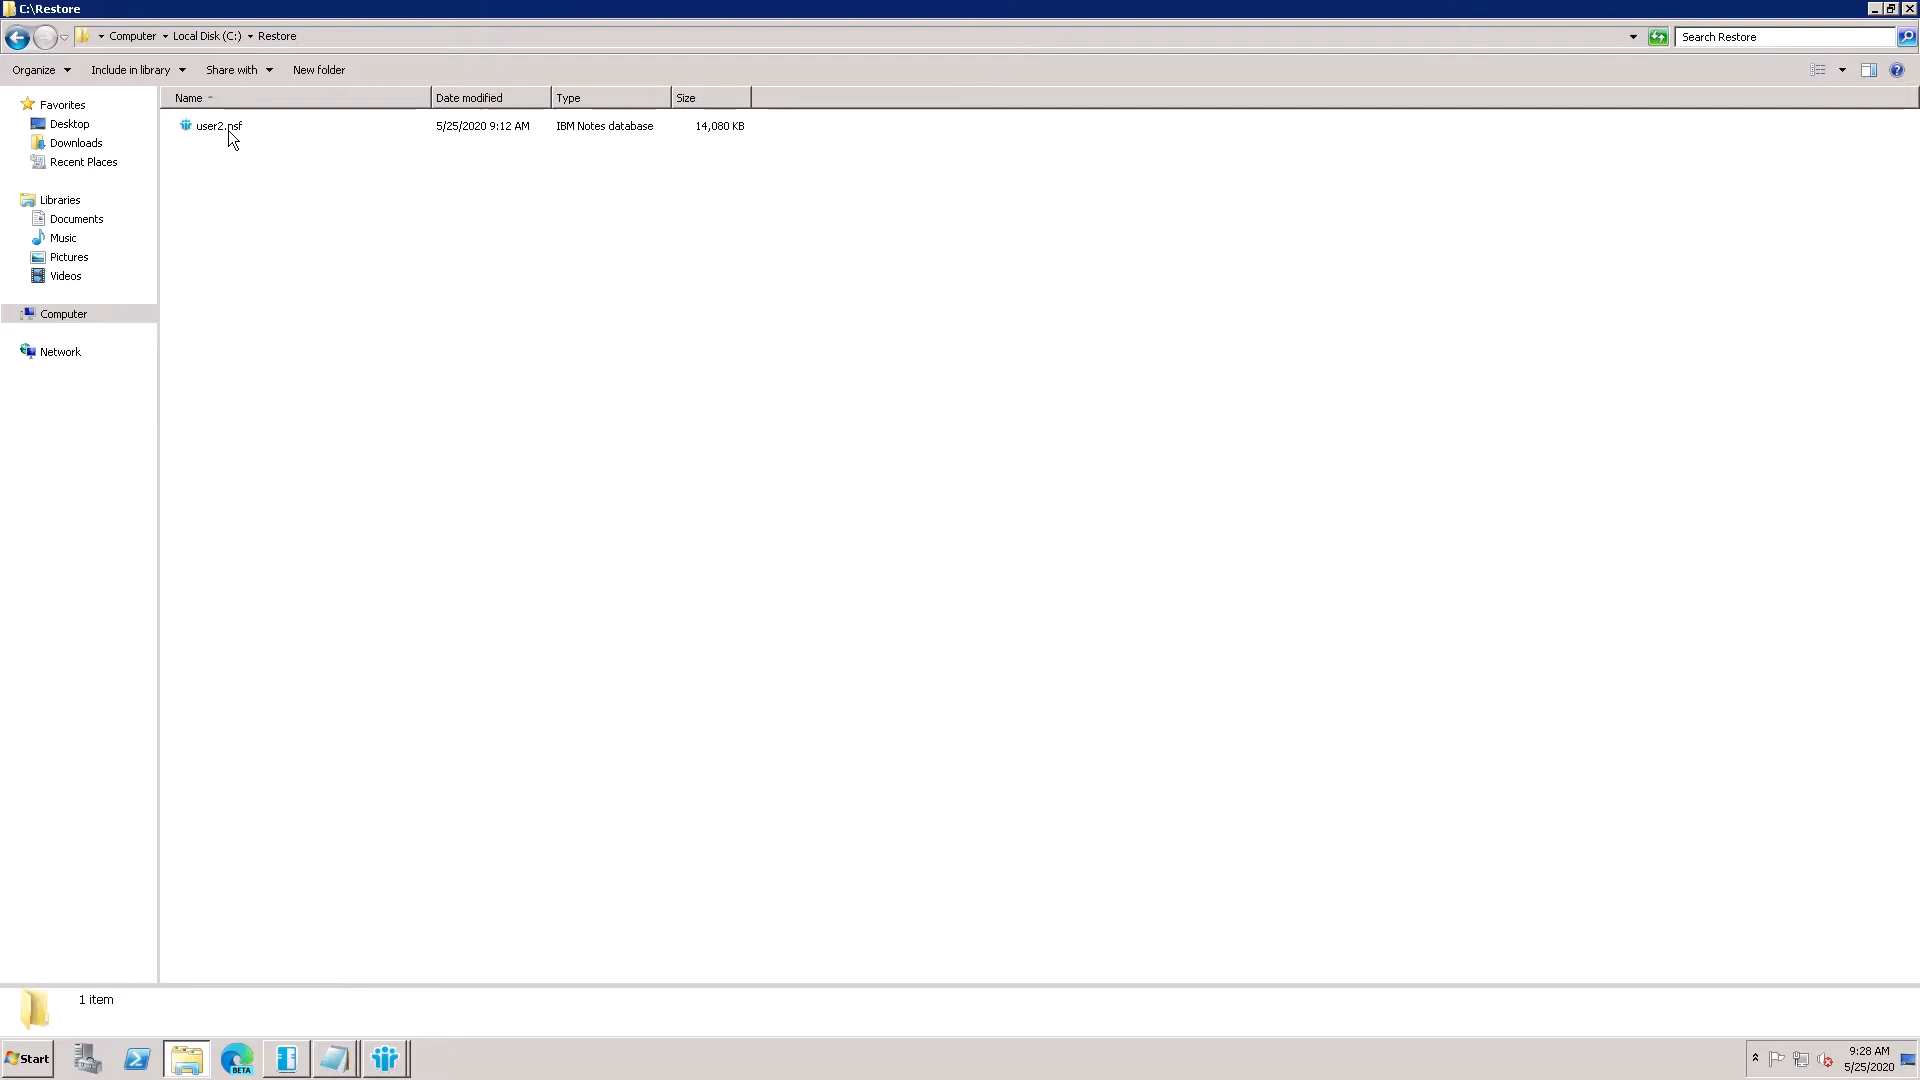 C:\Restore
Computer Local Disk (C:) Restore
Search Restore
Organize Include in library Share with New folder
Name Date modified Type Size
Favorites
Desktop
Downloads
Recent Places
Libraries
Documents
Music
Pictures
Videos
Computer
Network
user2.nsf 5/25/2020 9:12 AM IBM Notes database 14,080 KB
1 item
Start
BETA
9:28 AM
5/25/2020